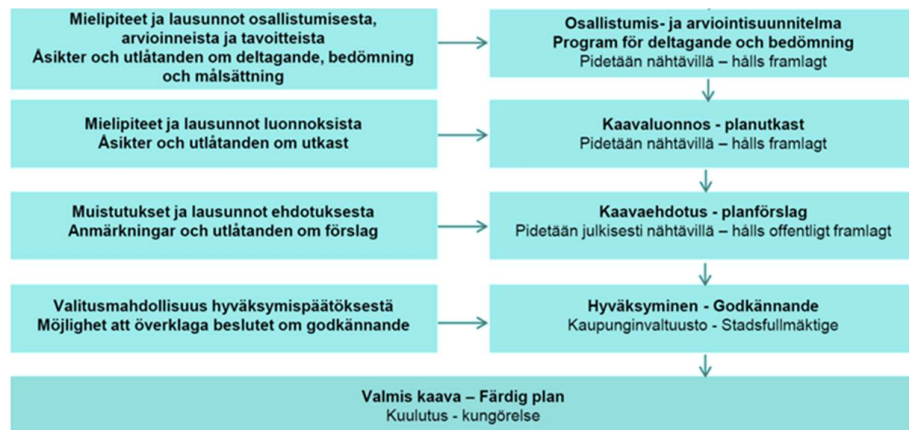 Mielipiteet ja lausunnot osallistumisesta,
arvioinneista ja tavoitteista
Åsikter och utlåtanden om deltagande, bedömning
och målsättning
Osallistumis- ja arviointisuunnitelma
Program för deltagande och bedömning
Pidetään nähtävillä – hålls framlagt
Mielipiteet ja lausunnot luonnoksista
Åsikter och utlåtanden om utkast
Kaavaluonnos - planutkast
Pidetään nähtävillä – hålls framlagt
Muistutukset ja lausunnot ehdotuksesta
Anmärkningar och utlåtanden om förslag
Kaavaehdotus - planförslag
Pidetään julkisesti nähtävillä – hålls offentligt framlagt
Valitusmahdollisuus hyväksymispäätöksestä
Möjlighet att överklaga beslutet om godkännande
Hyväksyminen - Godkännande
Kaupunginvaltuusto - Stadsfullmäktige
Valmis kaava – Färdig plan
Kuulutus - kungörelse